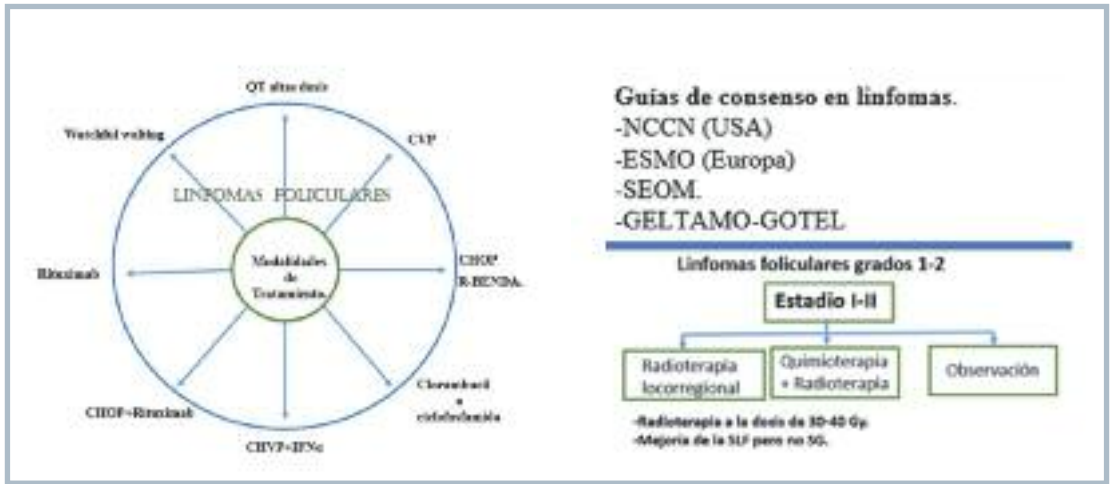 QT altas dosis
Watchful waiting
CVP
LINFOMAS FOLICULARES
Rituximab
Modalidades
de
Tratamiento.
CHOP
R-BENDA.
CHOP+Rituximab
CHVP+IFNα
Clorambucil
o
ciclofosfamida
Guías de consenso en linfomas.
-NCCN (USA)
-ESMO (Europa)
-SEOM.
-GELTAMO-GOTEL
Linfomas foliculares grados 1-2
Estadio I-II
Radioterapia
locorregional
Quimioterapia
+ Radioterapia
Observación
-Radioterapia a la dosis de 30-40 Gy.
-Mejoría de la SLF pero no SG.